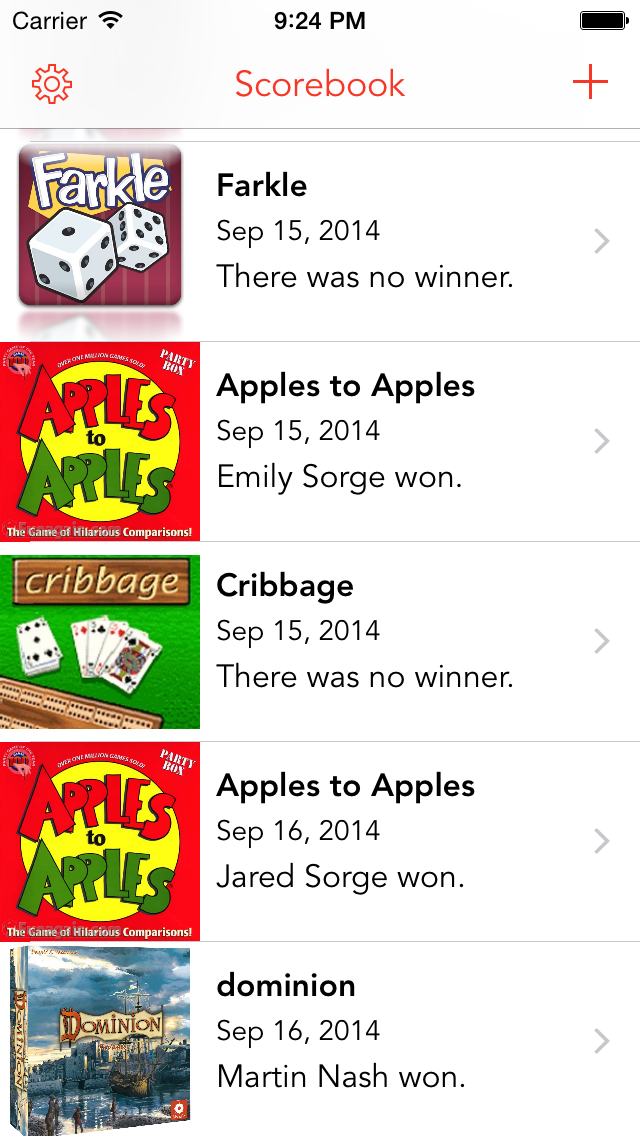 Carrier
9:24 PM
Scorebook
Farkle
Farkle
Sep 15, 2014
There was no winner.
OVER ONE MILLION GAMES SOLD!
PARTY
BOX
APPLES
to
APPLES
The Game of Hilarious Comparisons!
Apples to Apples
Sep 15, 2014
Emily Sorge won.
cribbage
Cribbage
Sep 15, 2014
There was no winner.
OVER ONE MILLION GAMES SOLD!
PARTY
BOX
APPLES
to
APPLES
The Game of Hilarious Comparisons!
Apples to Apples
Sep 16, 2014
Jared Sorge won.
DOMINION
DOMINION
dominion
Sep 16, 2014
Martin Nash won.